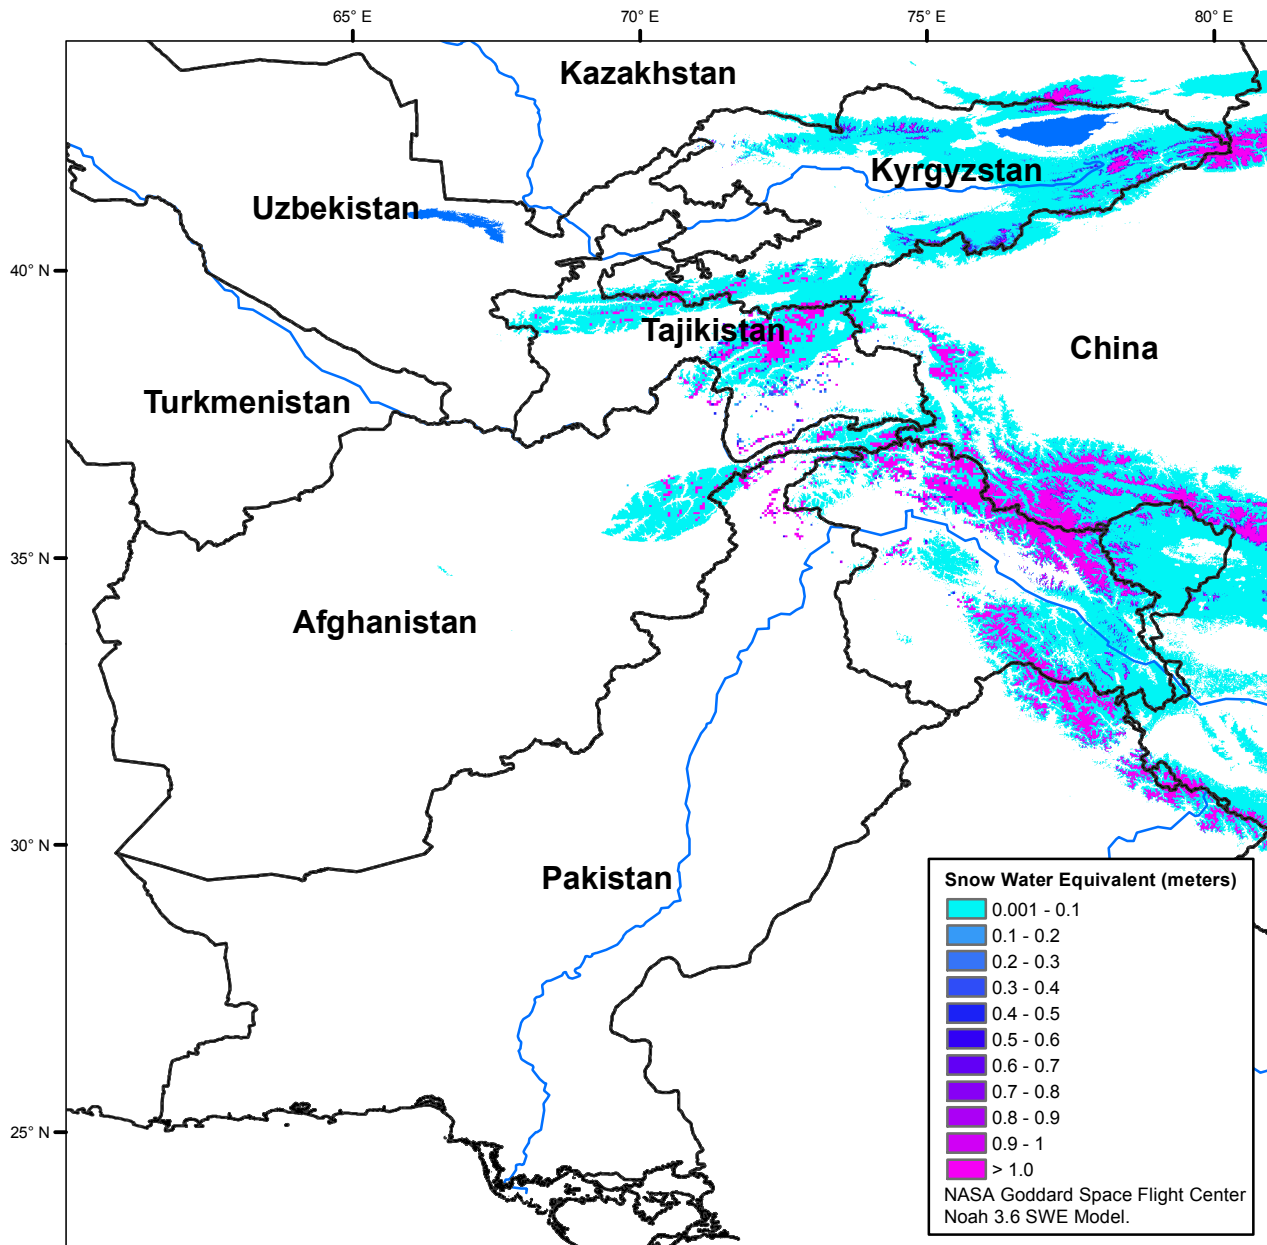 65° E
70° E
75° E
80° E
Kazakhstan
Kyrgyzstan
Uzbekistan
40° N
Tajikistan
China
Turkmenistan
35° N
Afghanistan
30° N
Pakistan
25° N
Snow Water Equivalent (meters)
0.001 - 0.1
0.1 - 0.2
0.2 - 0.3
0.3 - 0.4
0.4 - 0.5
0.5 - 0.6
0.6 - 0.7
0.7 - 0.8
0.8 - 0.9
0.9 - 1
> 1.0
NASA Goddard Space Flight Center
Noah 3.6 SWE Model.